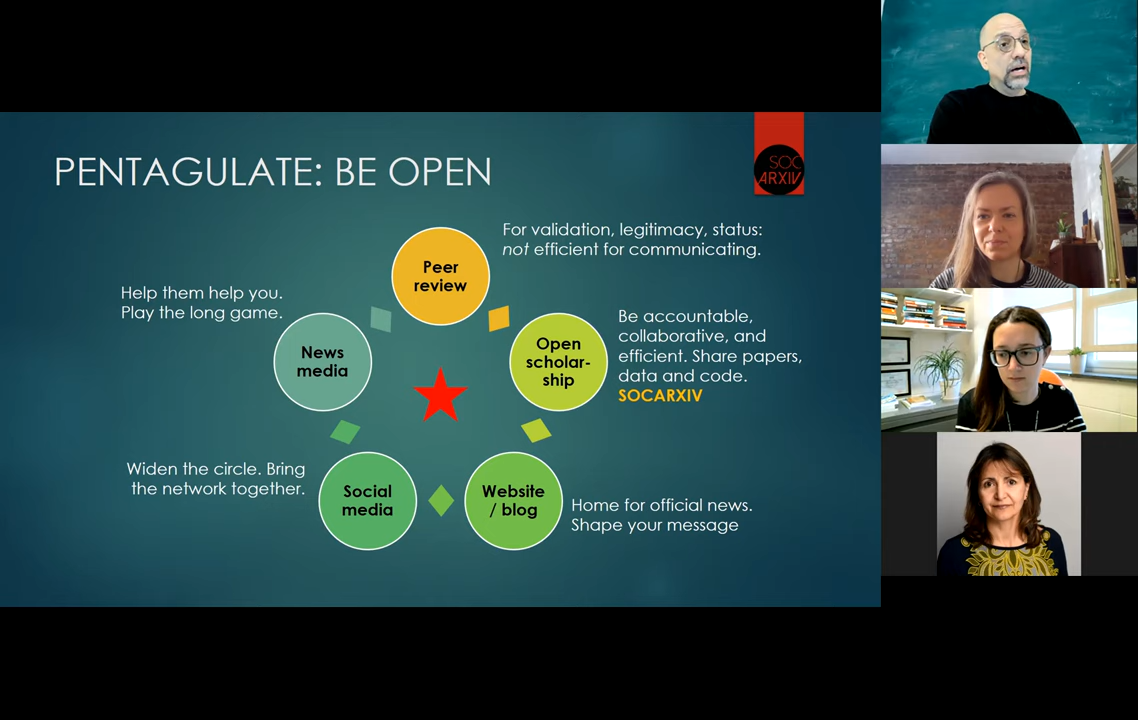 PENTAGULATE: BE OPEN
SOC
ARXIV
Peer
review
For validation, legitimacy, status:
not efficient for communicating.
Open
scholar-
ship
Be accountable,
collaborative, and
efficient. Share papers,
data and code.
SOCARXIV
Website
/ blog
Home for official news.
Shape your message
Social
media
Widen the circle. Bring
the network together.
News
media
Help them help you.
Play the long game.